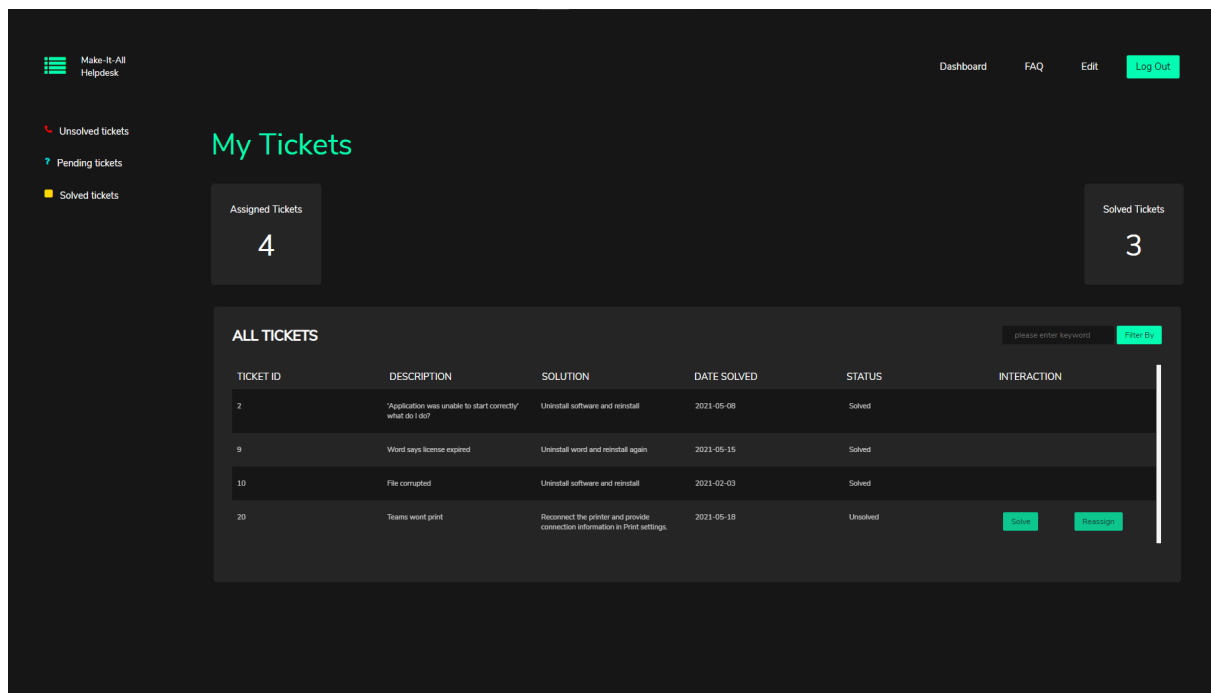 Make-It-All
Helpdesk
Dashboard FAQ Edit Log Out
Unsolved tickets
? Pending tickets
Solved tickets
My Tickets
Assigned Tickets
4
Solved Tickets
3
ALL TICKETS
please enter keyword Filter By
TICKET ID DESCRIPTION SOLUTION DATE SOLVED STATUS INTERACTION
2 'Application was unable to start correctly' Uninstall software and reinstall 2021-05-08 Solved
what do I do?
9 Word says license expired Uninstall word and reinstall again 2021-05-15 Solved
10 File corrupted Uninstall software and reinstall 2021-02-03 Solved
20 Teams wont print Reconnect the printer and provide 2021-05-18 Unsolved
connection information in Print settings.
Solve Reassign